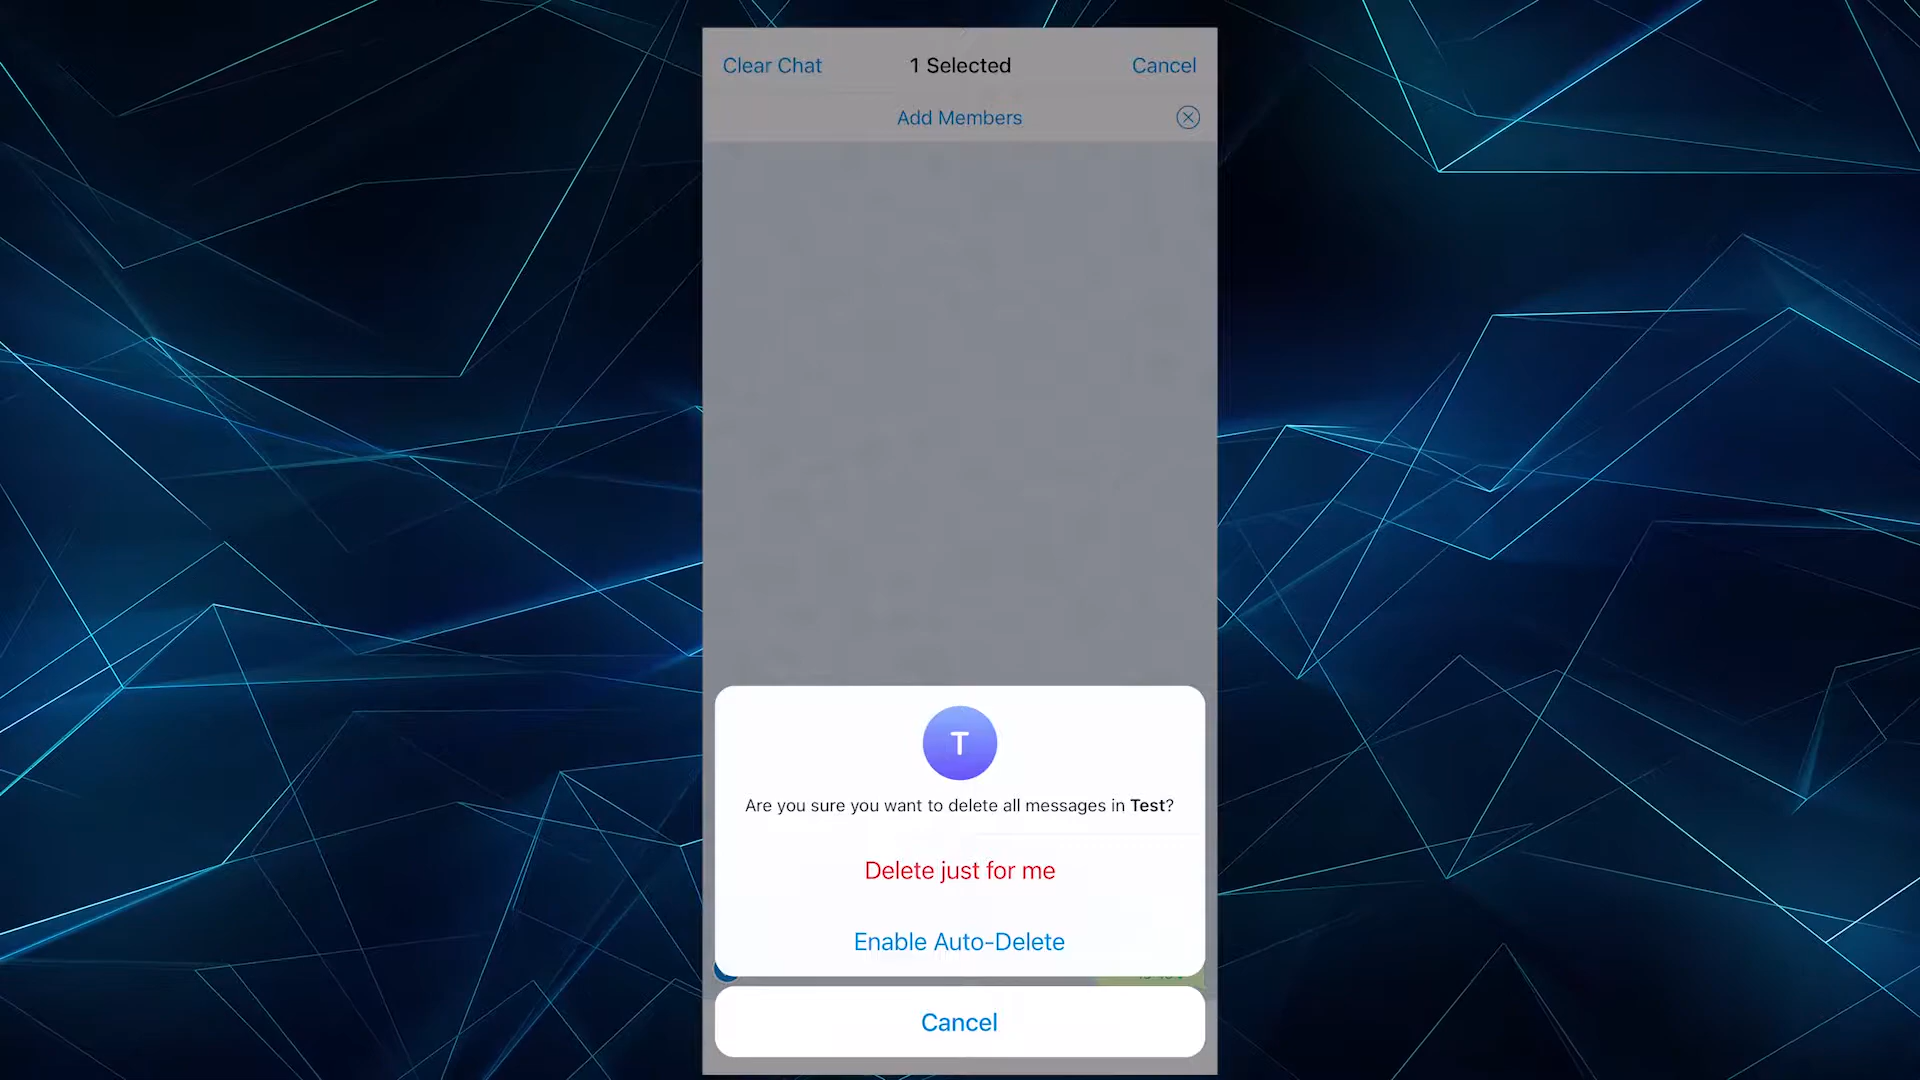 Clear Chat 1 Selected Cancel
Add Members
T
Are you sure you want to delete all messages in Test?
Delete just for me
Enable Auto-Delete
Cancel